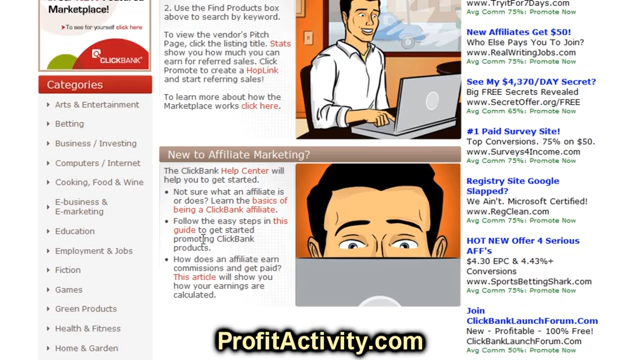 Marketplace.
To see for yourself click here.
CLICKBANK
Categories
Arts & Entertainment
Betting
Business / Investing
Computers / Internet
Cooking, Food & Wine
E-business &
E-marketing
Education
Employment & Jobs
Fiction
Games
Green Products
Health & Fitness
Home & Garden
2. Use the Find Products box
above to search by keyword.
To view the vendor's Pitch
Page, click the listing title. Stats
show you how much you can
earn for referred sales. Click
Promote to create a HopLink
and start referring sales!
To learn more about how the
Marketplace works click here.
New to Affiliate Marketing?
The ClickBank Help Center will
help you to get started.
Not sure what an affiliate is
or does? Learn the basics of
being a ClickBank affiliate.
Follow the easy steps in this
guide to get started
promoting ClickBank
products.
How does an affiliate earn
commissions and get paid?
This article will show you
how your earnings are
calculated.
www.TryitFor7Days.com
Avg Comm 75%: Promote Now
New Affiliates Get $50!
Who Else Pays You To Join?
www.RealWritingJobs.com
Avg Comm 75%: Promote Now
See My $4,370/DAY Secret?
Big FREE Secrets Revealed
www.SecretOffer.org/FREE
Avg Comm 65%: Promote Now
#1 Paid Survey Site!
Top Conversions. 75% on $50.
www.Surveys4Income.com
Avg Comm 75%: Promote Now
Registry Site Google
Slapped?
We Ain't. Microsoft Certified!
www.RegClean.com
Avg Comm 75%: Promote Now
HOT NEW Offer 4 Serious
AFF's
$4.30 EPC & 4.43%+
Conversions
www.SportsBettingShark.com
Avg Comm 75%: Promote Now
Join
ClickBankLaunchForum.Com
New - Profitable - 100% Free!
ClickBankLaunchForum.Com
Avg Comm 75%: Promote Now
ProfitActivity.com